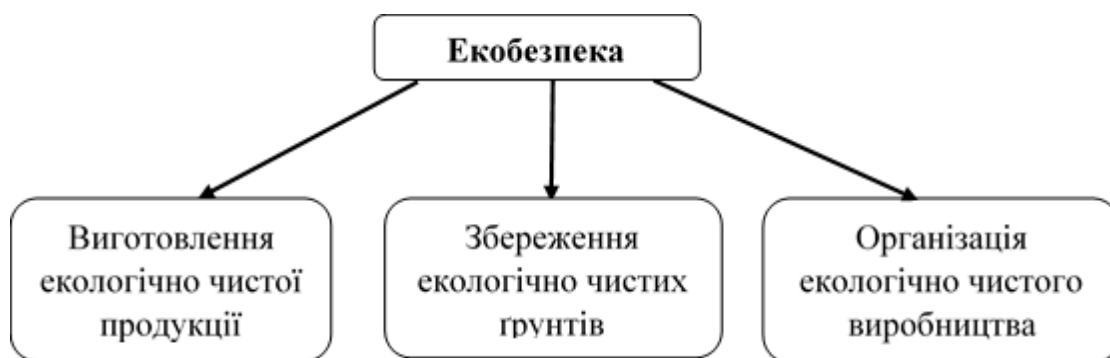 Екобезпека
Виготовлення
екологічно чистої
продукції
Збереження
екологічно чистих
ґрунтів
Організація
екологічно чистого
виробництва